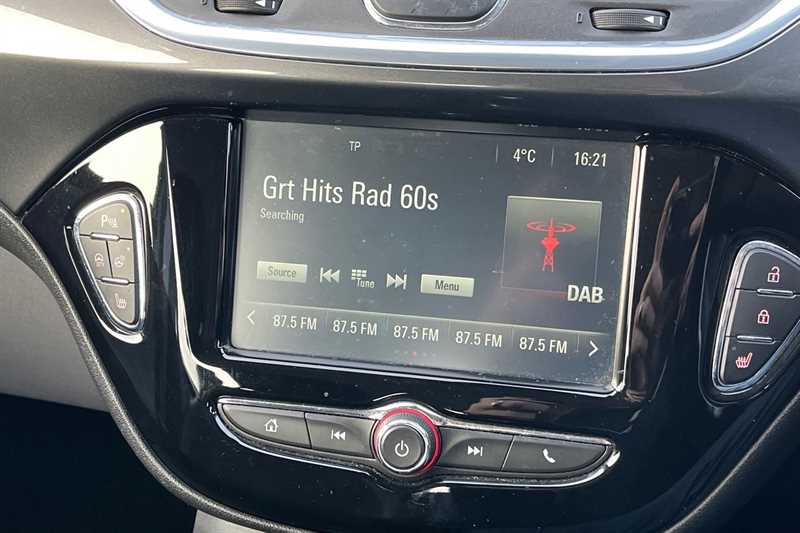 TP
4°C
16:21
Grt Hits Rad 60s
Searching
Source
Tune
Menu
DAB
87.5 FM
87.5 FM
87.5 FM
87.5 FM
87.5 FM